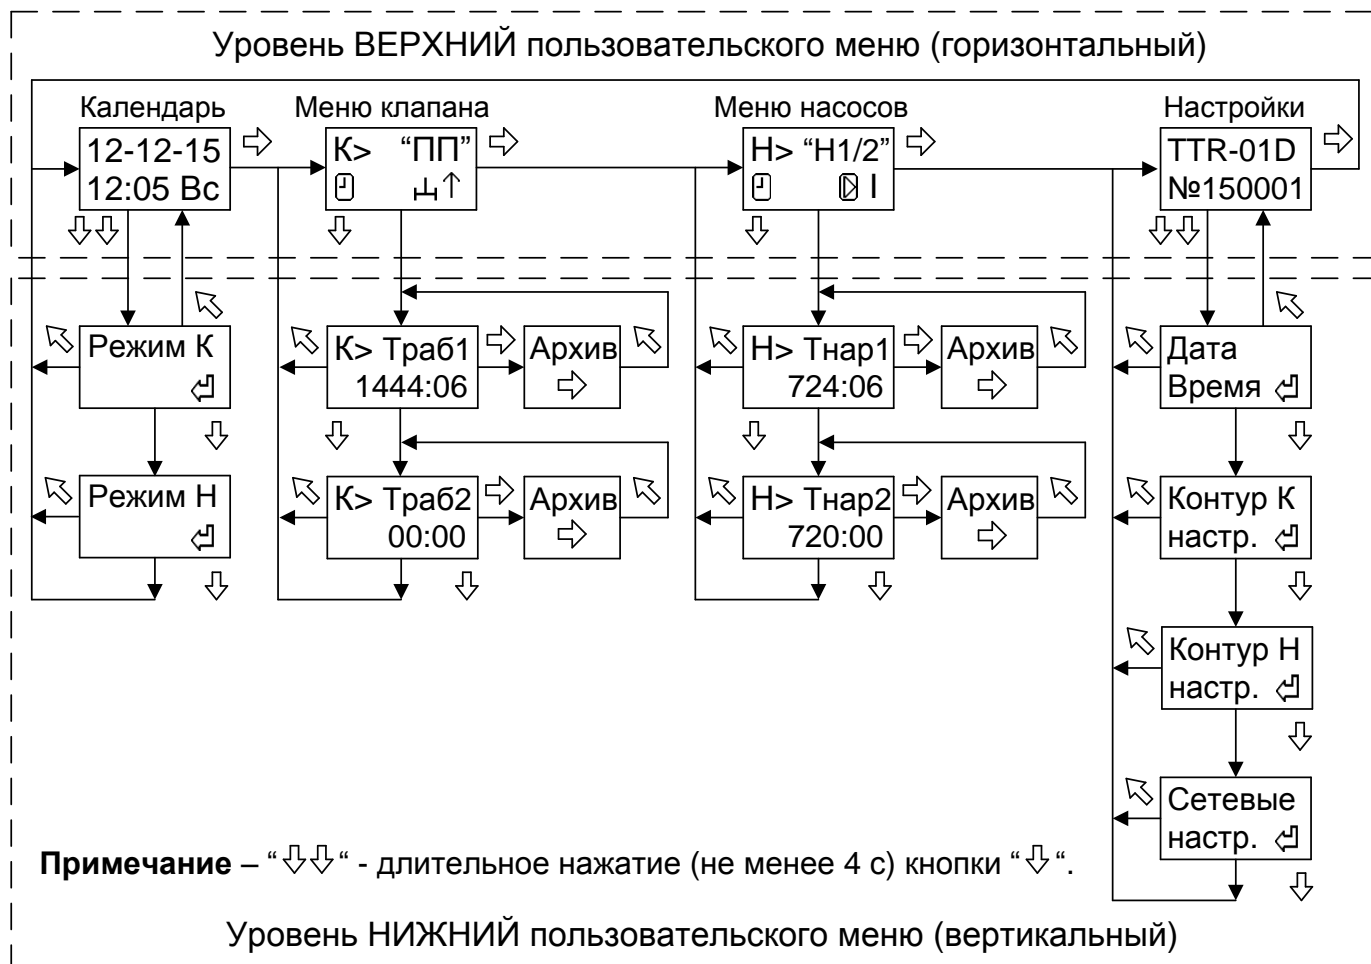 Уровень ВЕРХНИЙ пользовательского меню (горизонтальный)
Календарь
Меню клапана
Меню насосов
Настройки
12-12-15
12:05 Вс
К> “ПП”
Н> “Н1/2”
I
TTR-01D
№150001
Режим К
К> Tраб1
1444:06
Архив
Н> Тнар1
724:06
Архив
Дата
Время
Режим Н
К> Tраб2
00:00
Архив
Н> Тнар2
720:00
Архив
Контур К
настр.
Контур Н
настр.
Сетевые
настр.
Примечание – “⇩⇩“ - длительное нажатие (не менее 4 с) кнопки “⇩“.
Уровень НИЖНИЙ пользовательского меню (вертикальный)